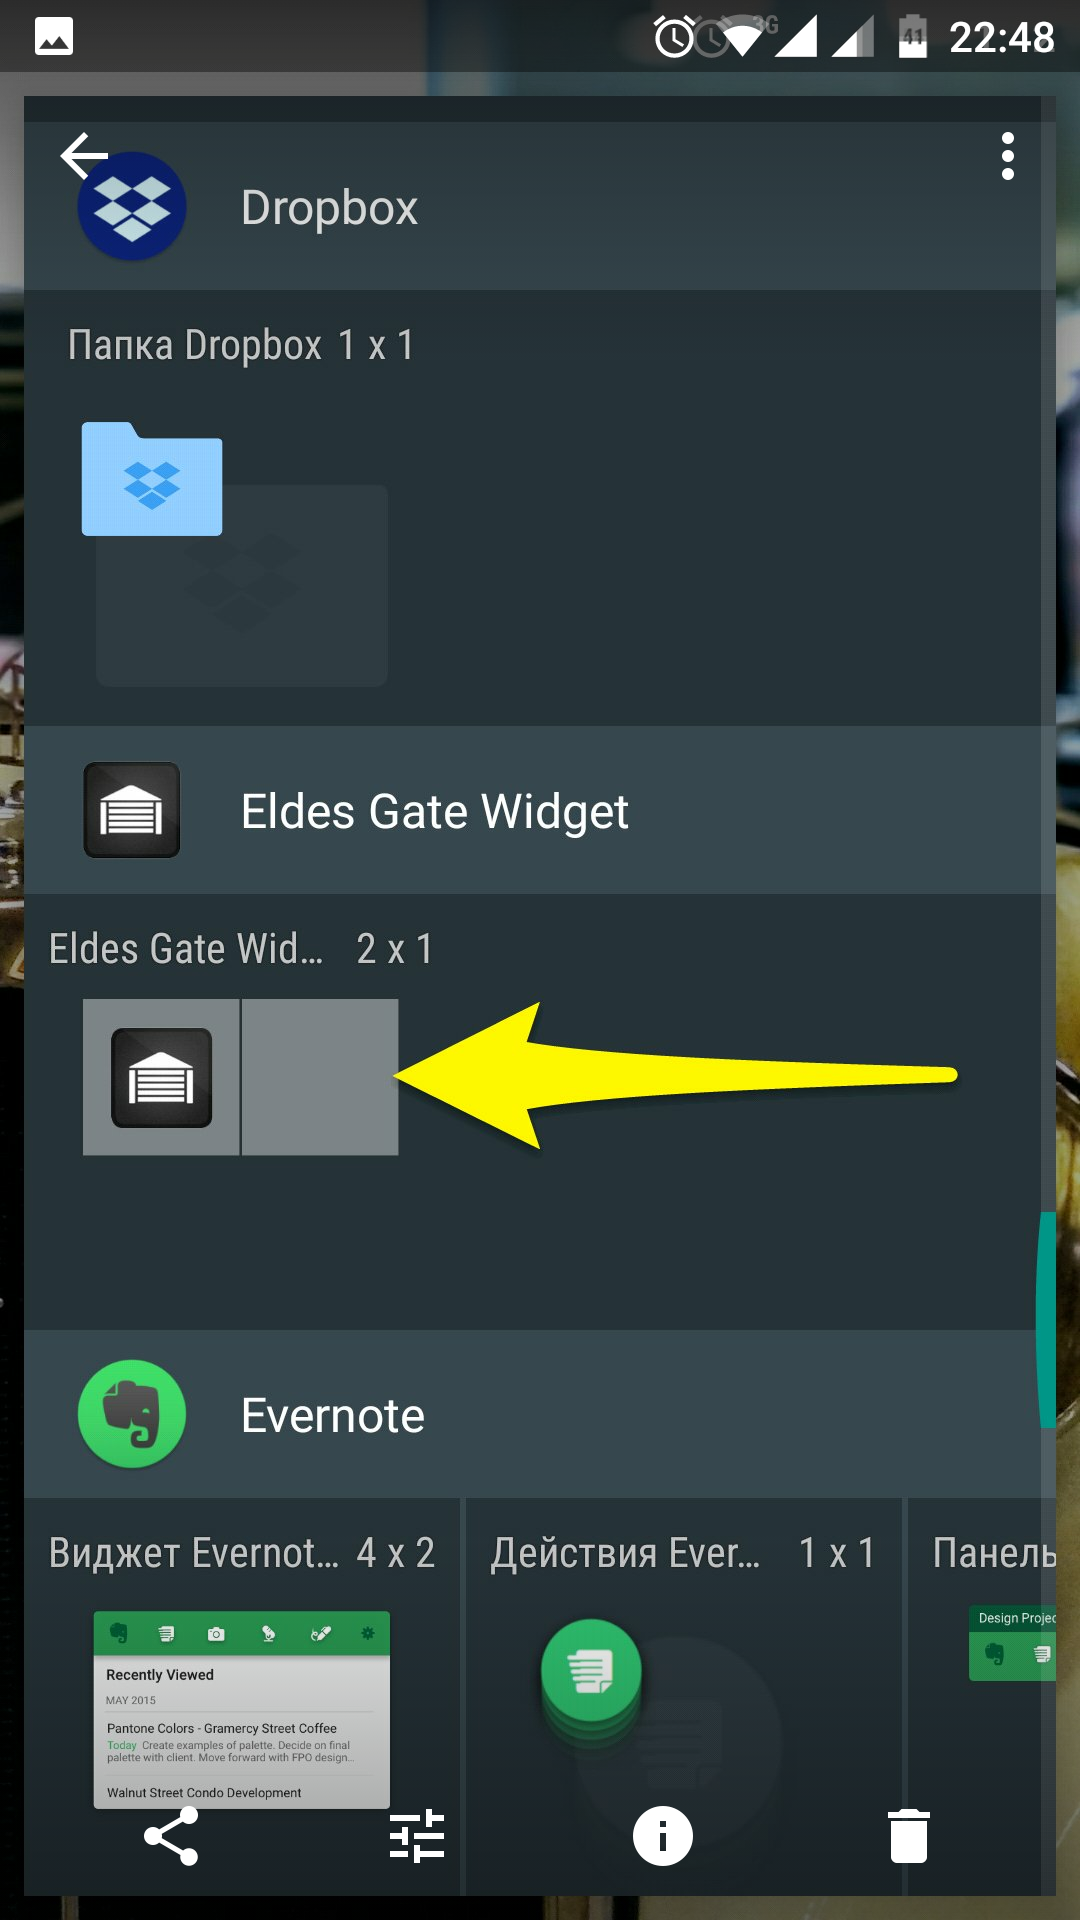 3G
41
22:48
Dropbox
Папка Dropbox 1 x 1
Eldes Gate Widget
Eldes Gate Wid... 2 x 1
Evernote
Виджет Evernot... 4 x 2
Действия Ever... 1 x 1
Панель
Design Projec
Recently Viewed
MAY 2015
Pantone Colors - Gramercy Street Coffee
Today Create examples of palette. Decide on final
palette with client. Move forward with FPO design...
Walnut Street Condo Development